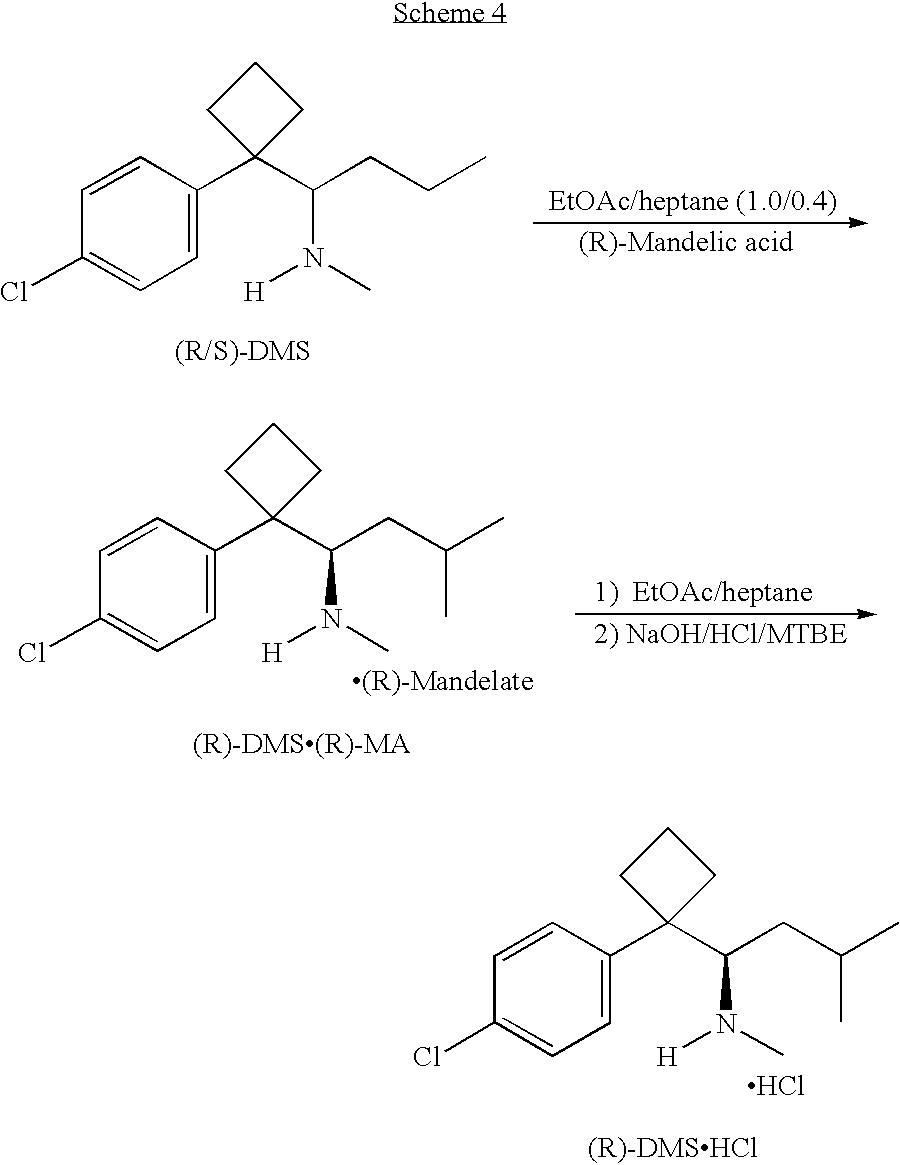 Scheme 4
EtOAc/heptane (1.0/0.4)
(R)-Mandelic acid
Cl
H
N
(R/S)-DMS
1) EtOAc/heptane
2) NaOH/HCl/MTBE
Cl
H
N
•(R)-Mandelate
(R)-DMS•(R)-MA
Cl
H
N
•HCl
(R)-DMS•HCl